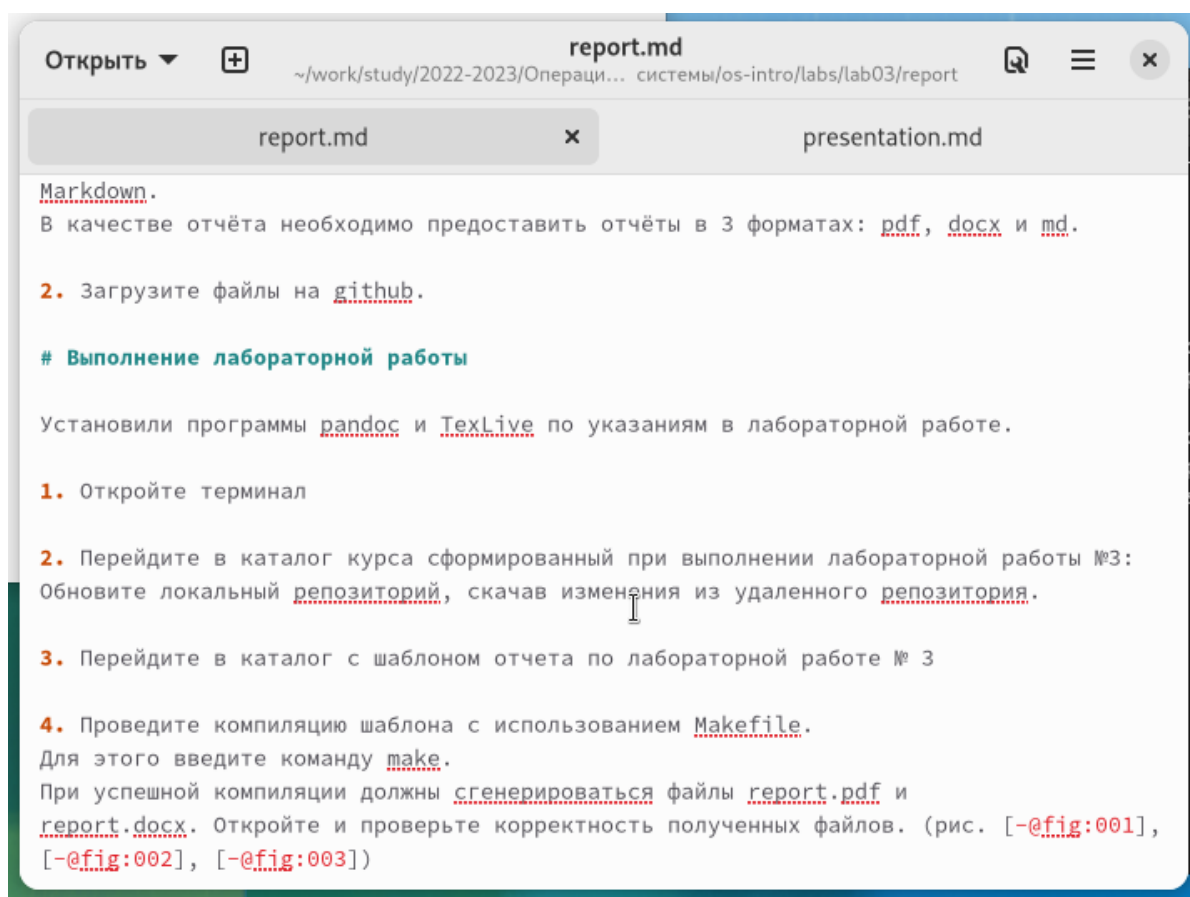 Открыть
report.md
~/work/study/2022-2023/Операци… системы/os-intro/labs/lab03/report
report.md
presentation.md
Markdown.
В качестве отчёта необходимо предоставить отчёты в 3 форматах: pdf, docx и md.
2. Загрузите файлы на github.
# Выполнение лабораторной работы
Установили программы pandoc и TexLive по указаниям в лабораторной работе.
1. Откройте терминал
2. Перейдите в каталог курса сформированный при выполнении лабораторной работы №3:
Обновите локальный репозиторий, скачав изменения из удаленного репозитория.
3. Перейдите в каталог с шаблоном отчета по лабораторной работе № 3
4. Проведите компиляцию шаблона с использованием Makefile.
Для этого введите команду make.
При успешной компиляции должны сгенерироваться файлы report.pdf и
report.docx. Откройте и проверьте корректность полученных файлов. (рис. [-@fig:001],
[-@fig:002], [-@fig:003])